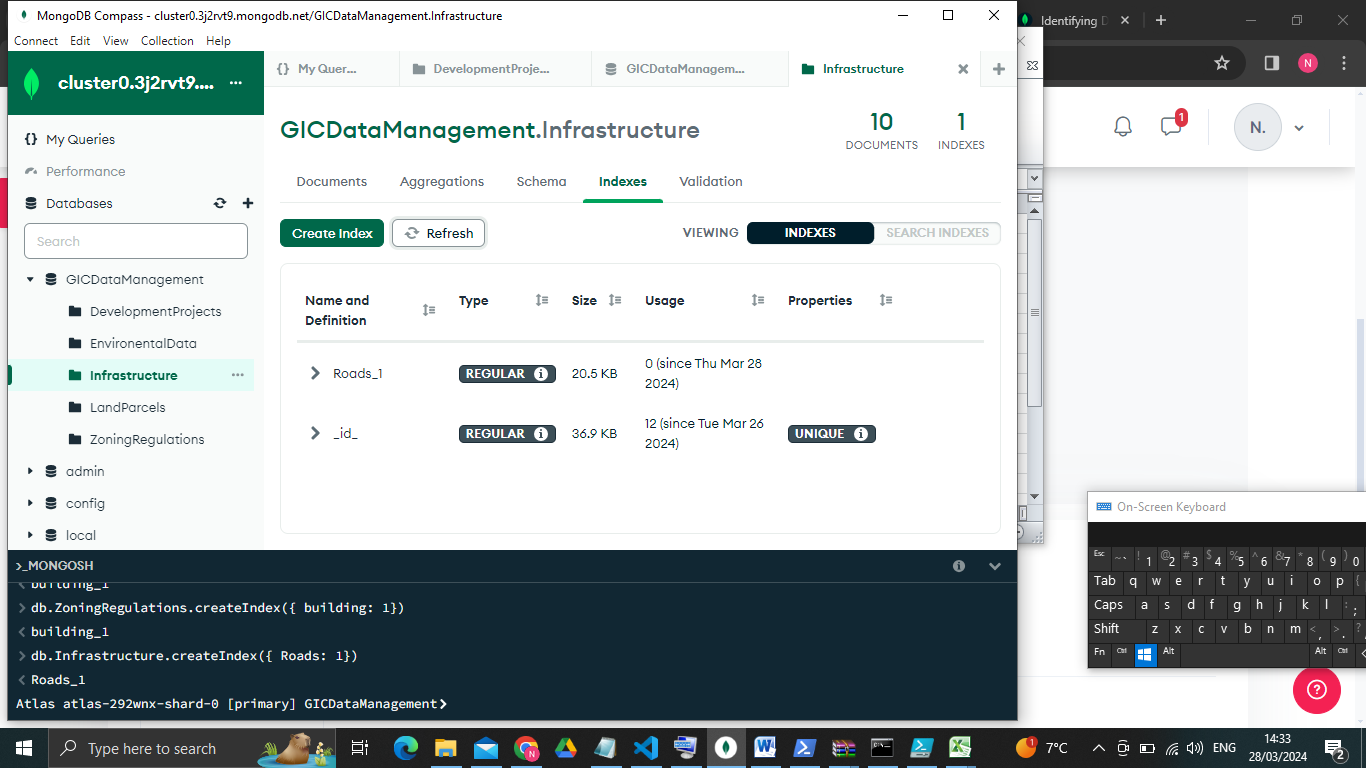 MongoDB Compass - cluster0.3j2rvt9.mongodb.net/GICDataManagement.Infrastructure
Connect Edit View Collection Help
cluster0.3j2rvt9.... ...
My Queries
Performance
Databases
Search
GICDataManagement
DevelopmentProjects
EnvironentalData
Infrastructure ...
LandParcels
ZoningRegulations
admin
config
local
{} My Quer... DevelopmentProje... GICDataManagem... Infrastructure
GICDataManagement.Infrastructure
10
DOCUMENTS
1
INDEXES
Documents Aggregations Schema Indexes Validation
Create Index Refresh
VIEWING INDEXES SEARCH INDEXES
Name and Definition Type Size Usage Properties
Roads_1 REGULAR 20.5 KB 0 (since Thu Mar 28 2024)
_id_ REGULAR 36.9 KB 12 (since Tue Mar 26 2024) UNIQUE
>_MONGOSH
building_1
> db.ZoningRegulations.createIndex({ building: 1})
< building_1
> db.Infrastructure.createIndex({ Roads: 1})
< Roads_1
Atlas atlas-292wnx-shard-0 [primary] GICDataManagement>
Identifying
N
1
N.
On-Screen Keyboard
Esc ~ ` ! 1 @ 2 # 3 $ 4 % 5 ^ 6 & 7 * 8 ( 9 ) 0
Tab q w e r t y u i o p
Caps a s d f g h j k l : ;
Shift z x c v b n m < , > . ?
Fn Ctrl Alt Alt Ctrl
Type here to search
7°C
ENG
14:33
28/03/2024
2